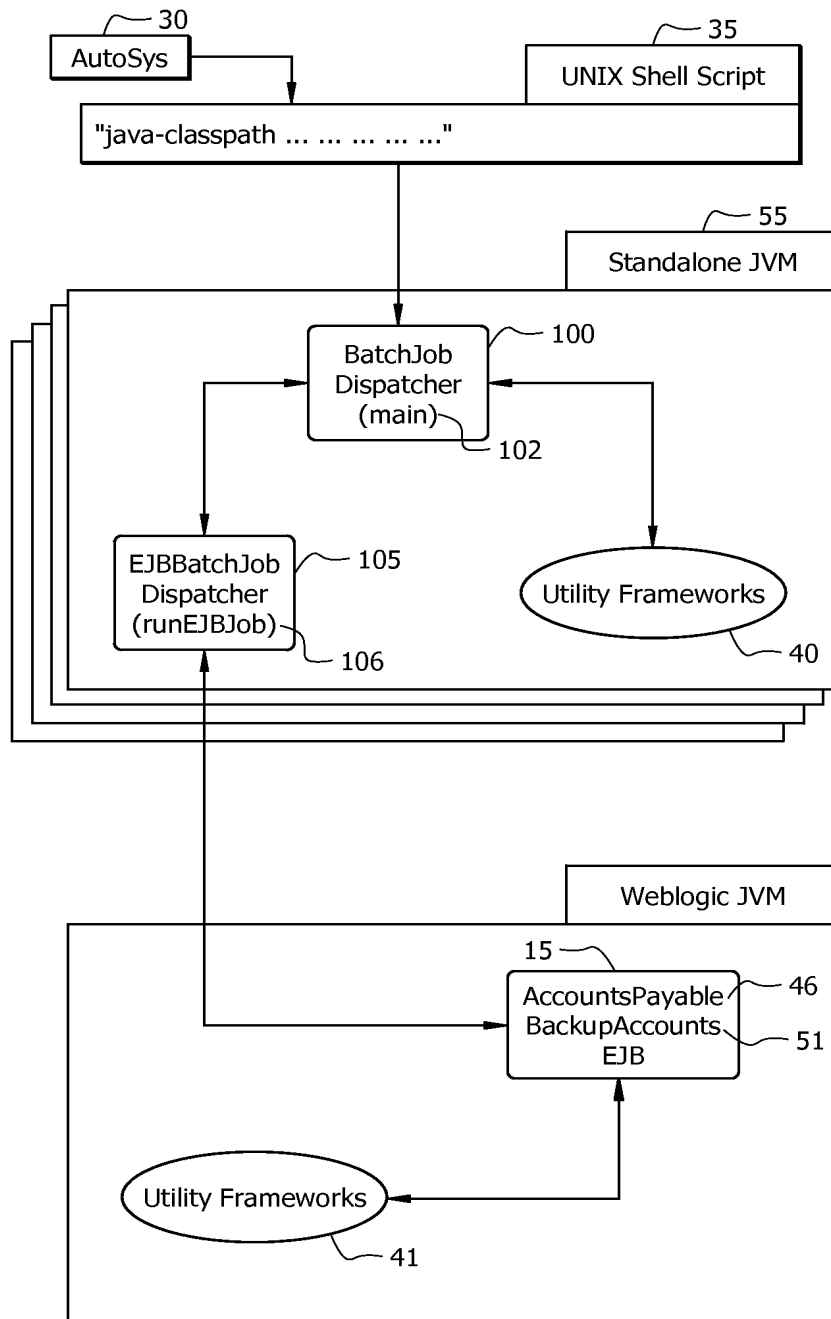 30
AutoSys
35
UNIX Shell Script
"java-classpath ... ... ... ... ..."
55
Standalone JVM
100
BatchJob
Dispatcher
(main)
102
EJBBatchJob
Dispatcher
(runEJBJob)
105
106
Utility Frameworks
40
Weblogic JVM
15
AccountsPayable
46
BackupAccounts
51
EJB
Utility Frameworks
41